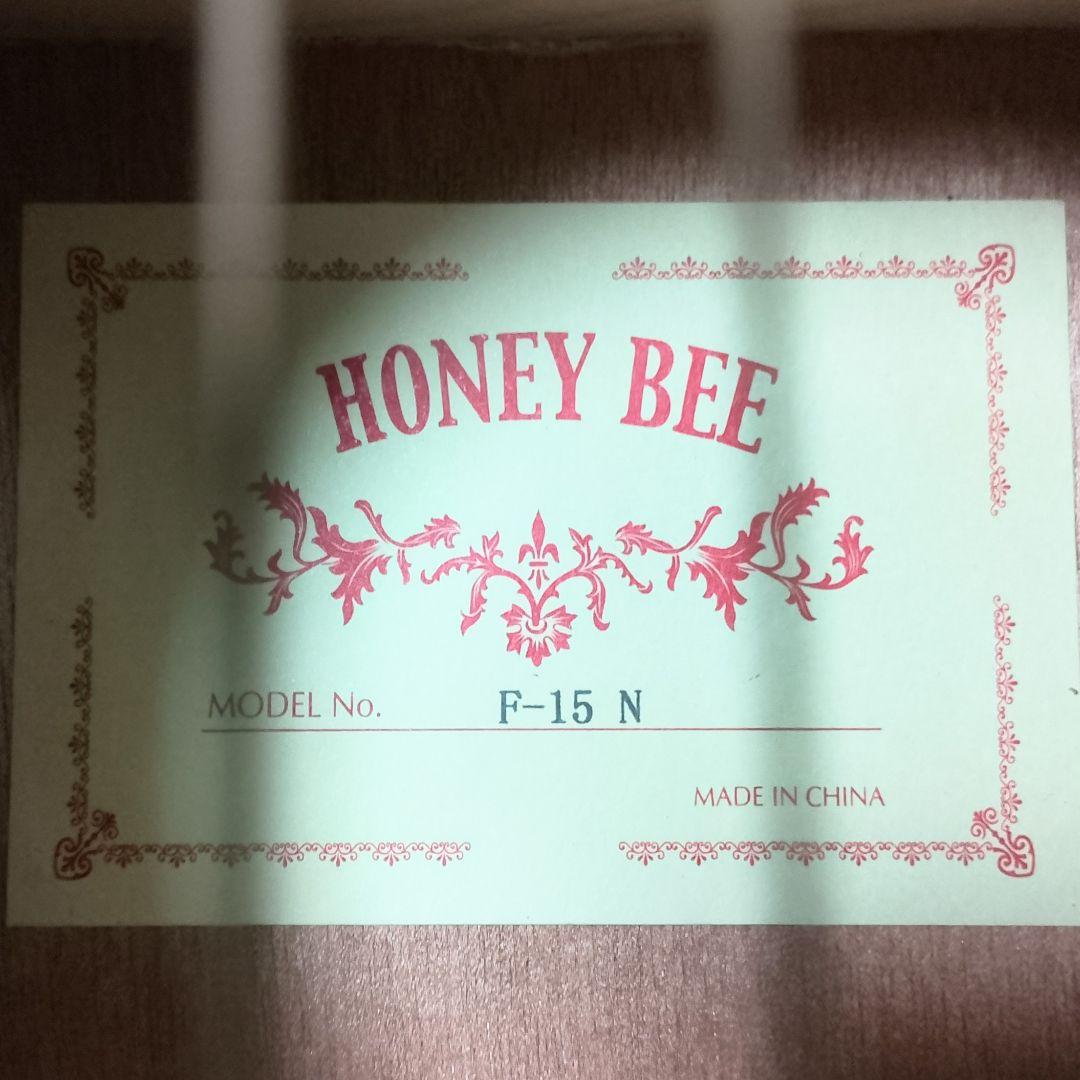 HONEY BEE
MODEL No. F-15 N
MADE IN CHINA